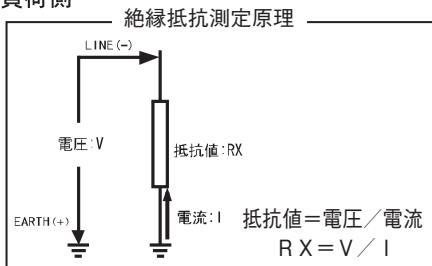 負荷側
絶縁抵抗測定原理
LINE(−)
電圧:V
抵抗値:RX
EARTH(+)
電流:I
抵抗値=電圧/電流
RX=V/I